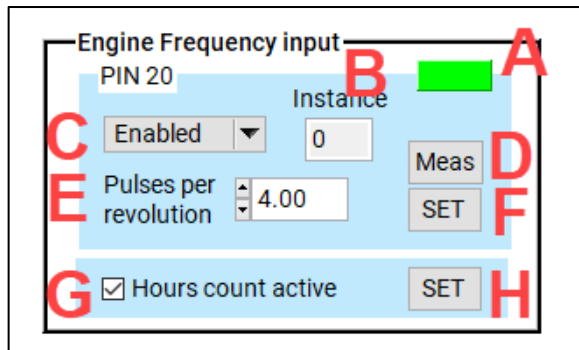 Engine Frequency input
A
PIN 20
B
Instance
C
Enabled
0
Meas
D
E
Pulses per
revolution
4.00
SET
F
G
Hours count active
SET
H